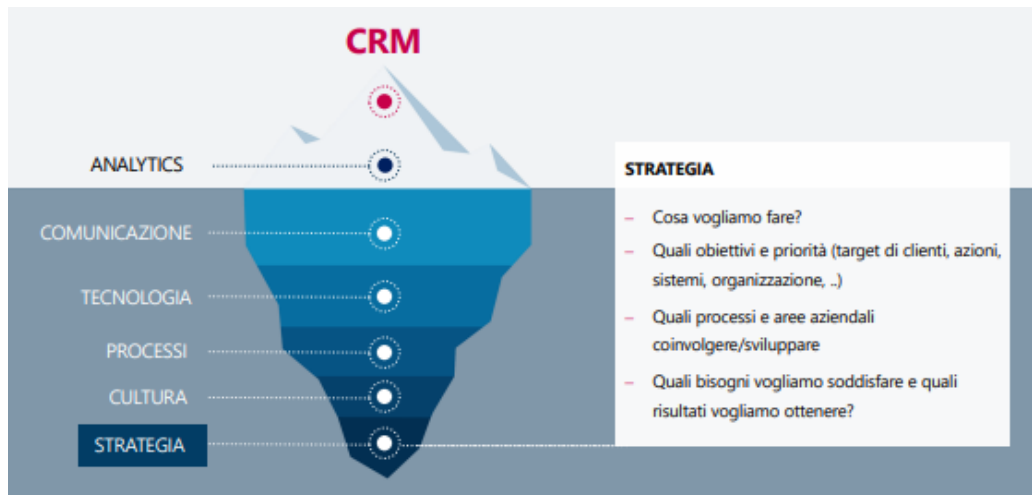 CRM
ANALYTICS
COMUNICAZIONE
TECNOLOGIA
PROCESSI
CULTURA
STRATEGIA
STRATEGIA
– Cosa vogliamo fare?
– Quali obiettivi e priorità (target di clienti, azioni,
sistemi, organizzazione, ..)
– Quali processi e aree aziendali
coinvolgere/sviluppare
– Quali bisogni vogliamo soddisfare e quali
risultati vogliamo ottenere?